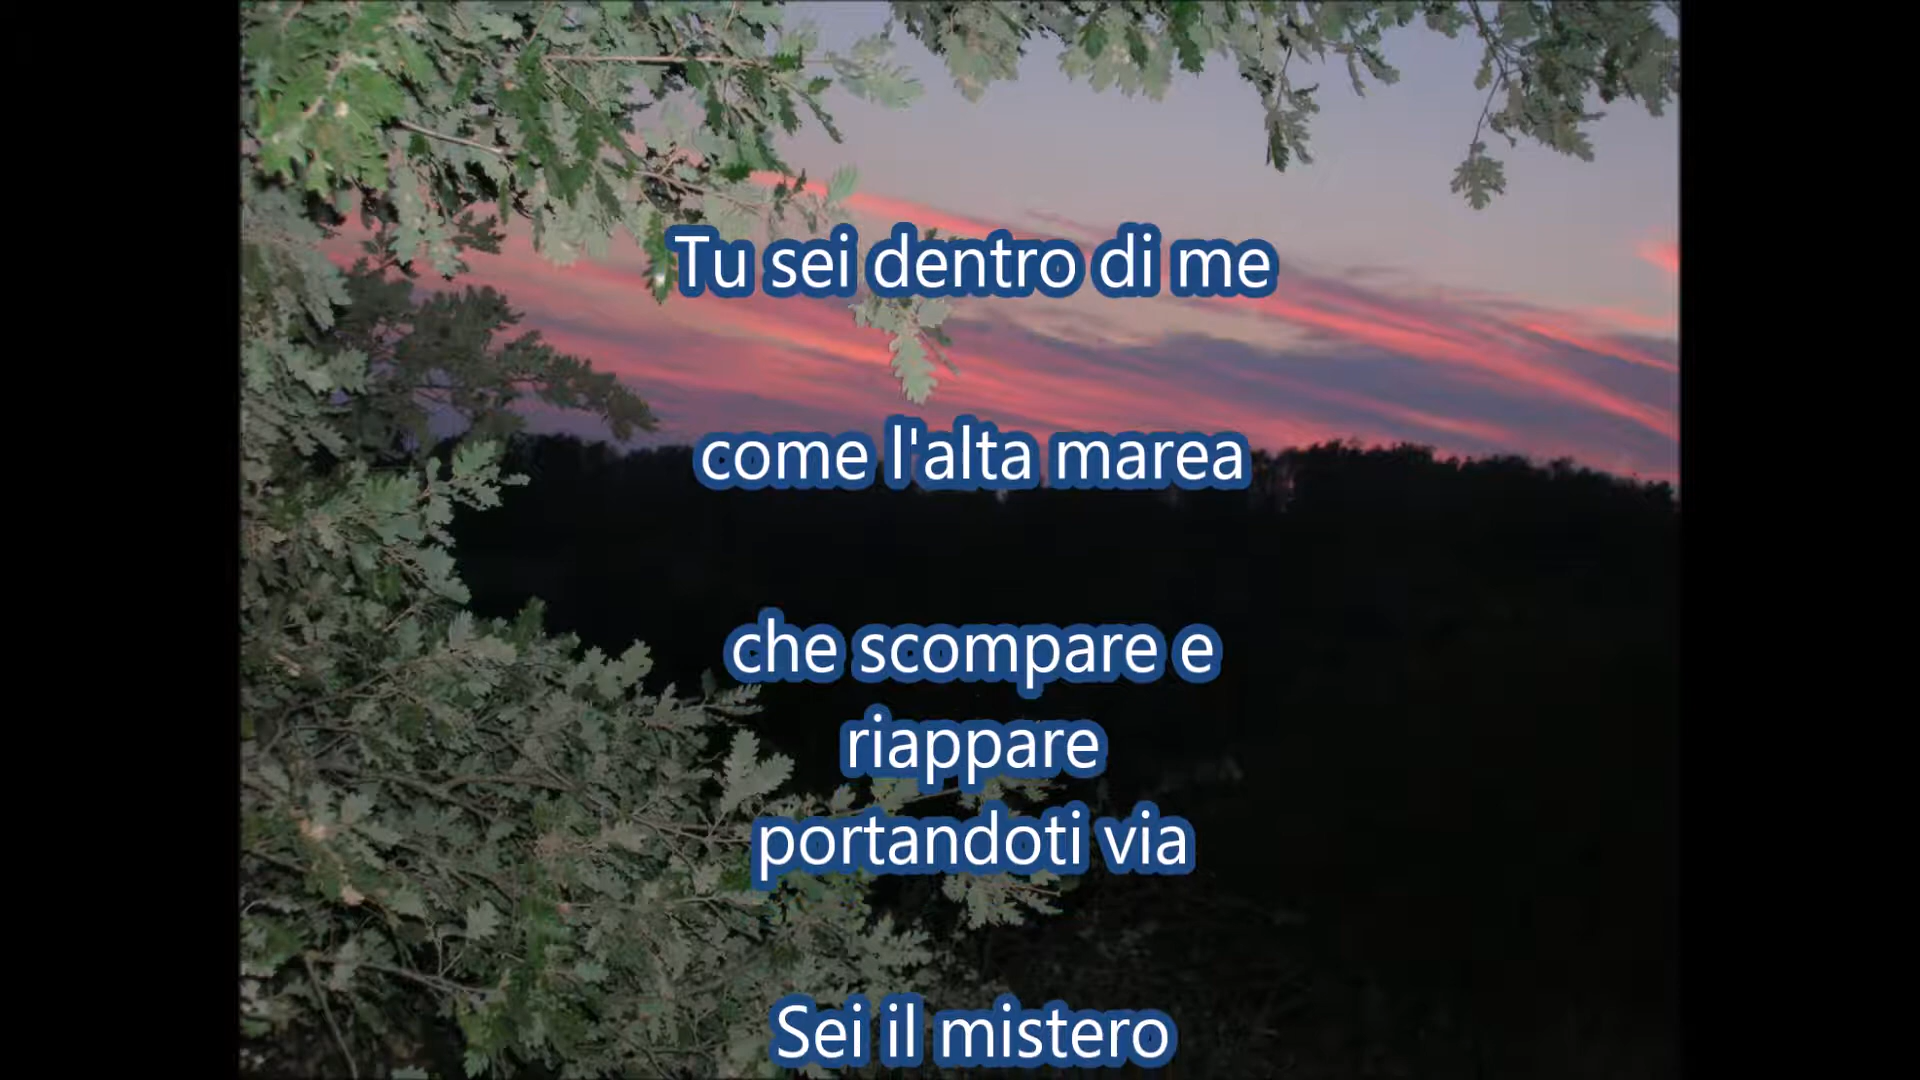 Tu sei dentro di me
come l'alta marea
che scompare e
riappare
portandoti via
Sei il mistero